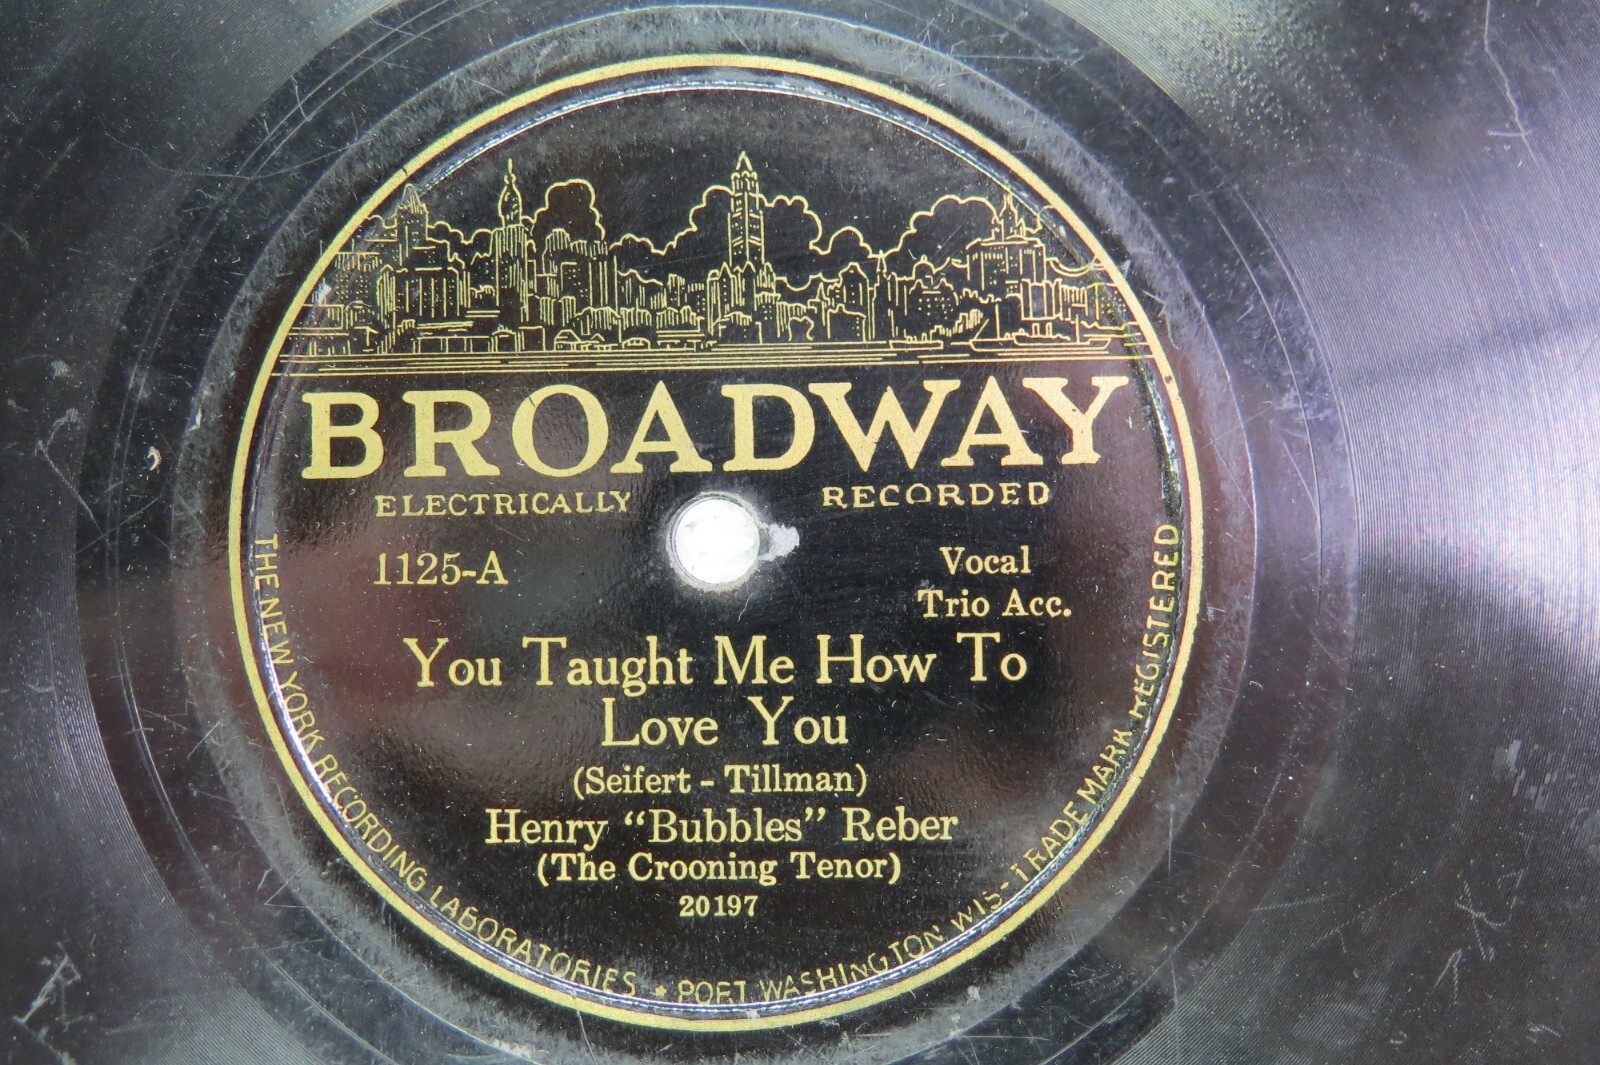 BROADWAY
ELECTRICALLY RECORDED
1125-A
Vocal
Trio Acc.
You Taught Me How To
Love You
(Seifert - Tillman)
Henry "Bubbles" Reber
(The Crooning Tenor)
20197
THE NEW YORK RECORDING LABORATORIES • PORT WASHINGTON WIS- TRADE MARK REGISTERED